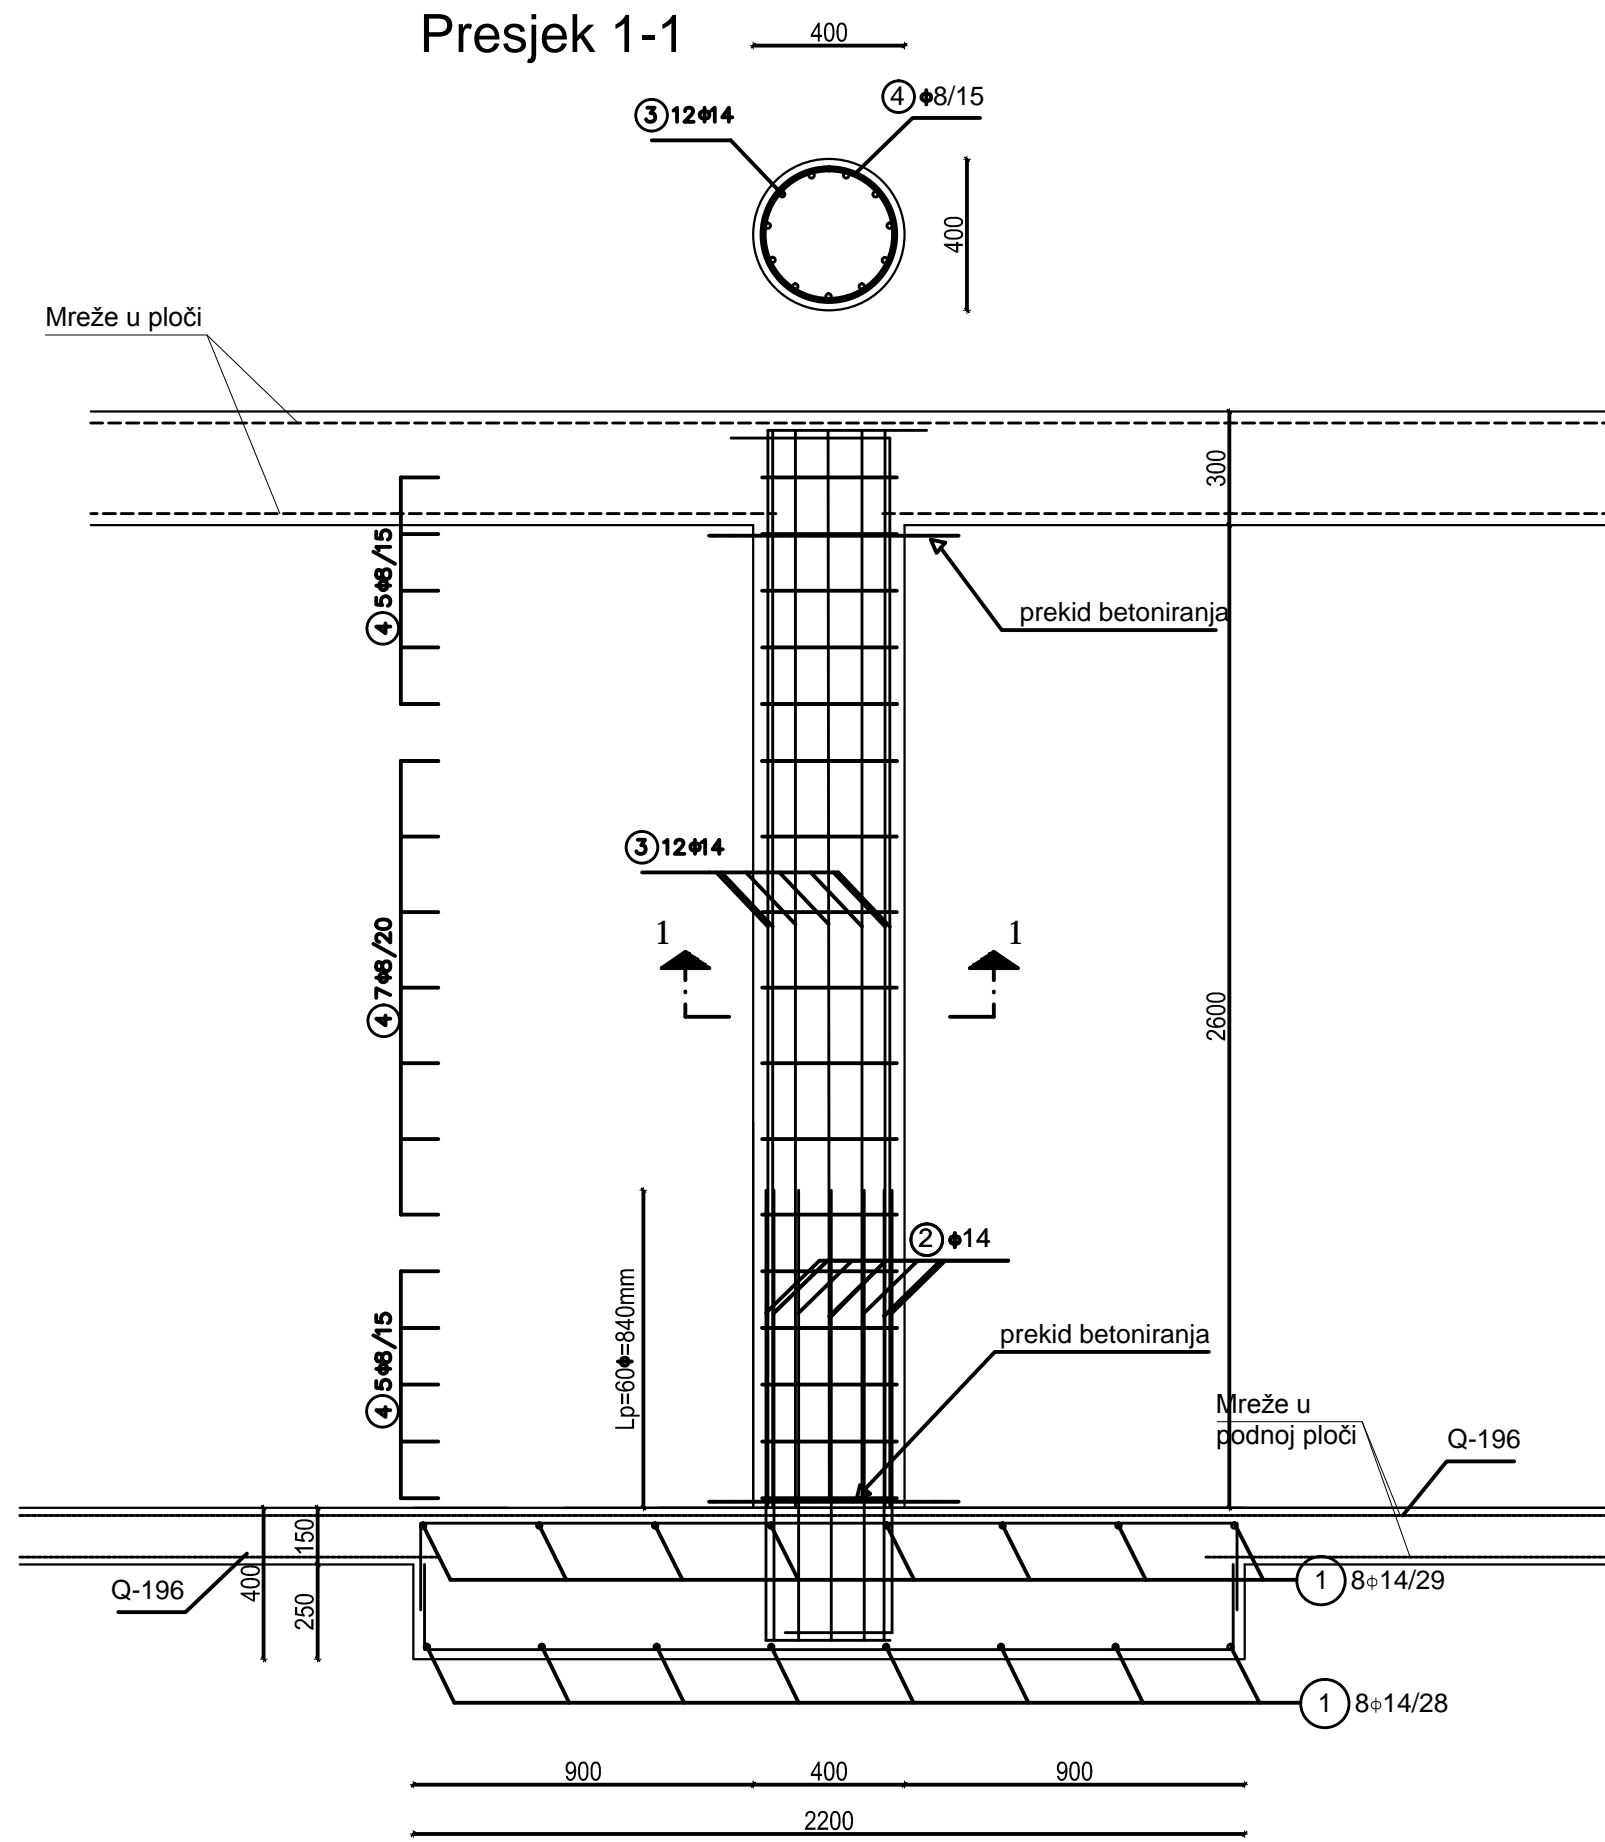 Presjek 1-1
400
3 12ϕ14
4 ϕ8/15
400
Mreže u ploči
300
4 5ϕ8/15
prekid betoniranja
3 12ϕ14
1
1
4 7ϕ8/20
2600
2 ϕ14
Lp=60ϕ=840mm
4 5ϕ8/15
prekid betoniranja
Mreže u
podnoj ploči
Q-196
150
400
250
Q-196
1 8ϕ14/29
1 8ϕ14/28
900
400
900
2200